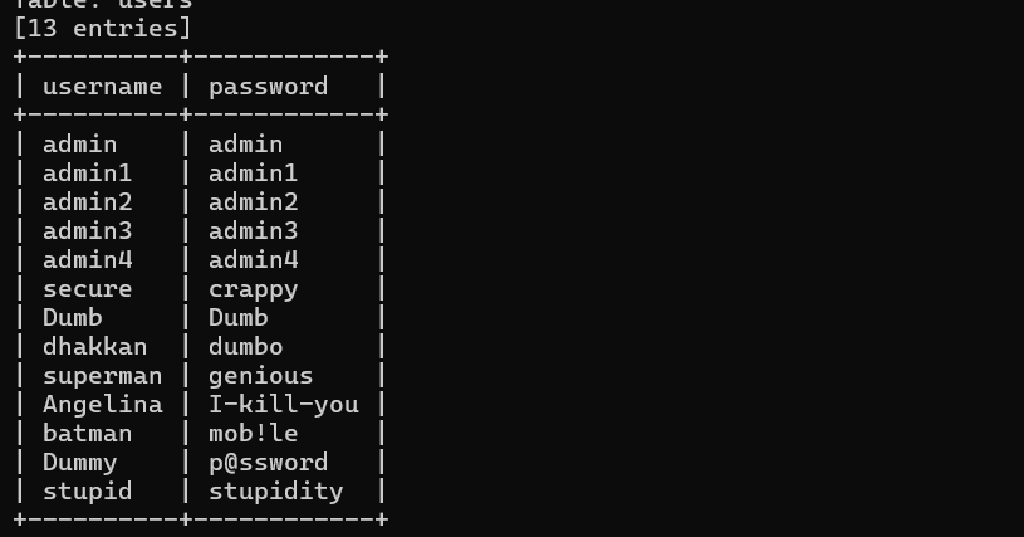 Table: users
[13 entries]
+----------+------------+
| username | password   |
+----------+------------+
| admin    | admin      |
| admin1   | admin1     |
| admin2   | admin2     |
| admin3   | admin3     |
| admin4   | admin4     |
| secure   | crappy     |
| Dumb     | Dumb       |
| dhakkan  | dumbo      |
| superman | genious    |
| Angelina | I-kill-you |
| batman   | mob!le     |
| Dummy    | p@ssword   |
| stupid   | stupidity  |
+----------+------------+